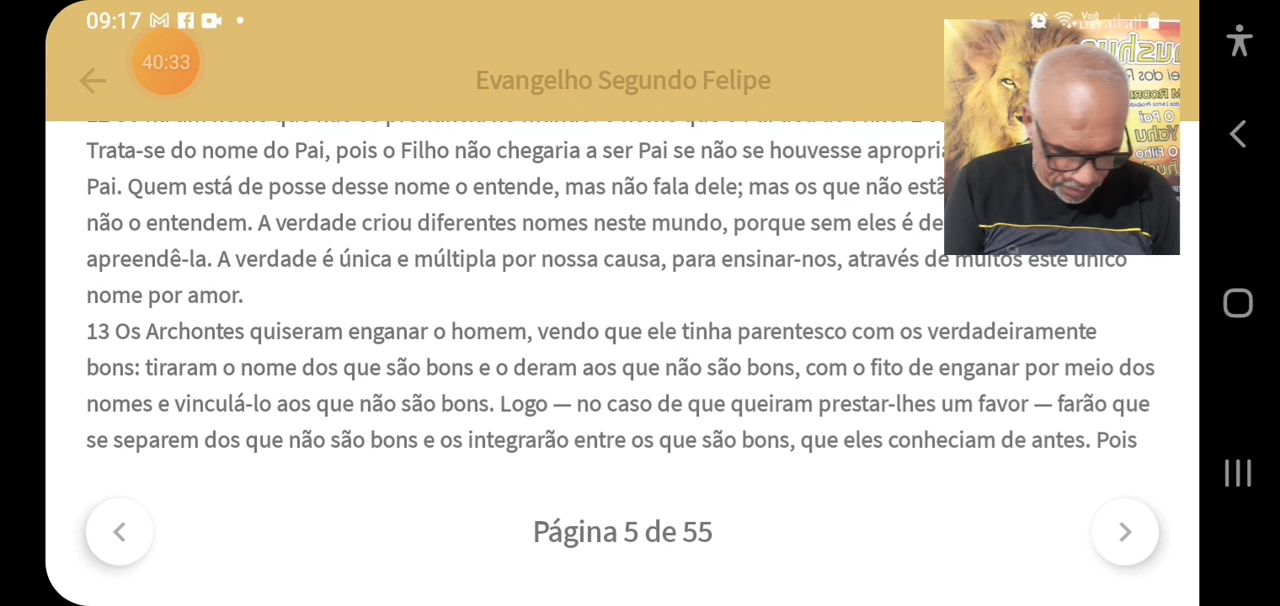 09:17
40:33
Evangelho Segundo Felipe
Trata-se do nome do Pai, pois o Filho não chegaria a ser Pai se não se houvesse
Pai. Quem está de posse desse nome o entende, mas não fala dele; mas os que não
não o entendem. A verdade criou diferentes nomes neste mundo, porque sem eles é
apreendê-la. A verdade é única e múltipla por nossa causa, para ensinar-nos, através de muitos este único
nome por amor.
13 Os Archontes quiseram enganar o homem, vendo que ele tinha parentesco com os verdadeiramente
bons: tiraram o nome dos que são bons e o deram aos que não são bons, com o fito de enganar por meio dos
nomes e vinculá-lo aos que não são bons. Logo — no caso de que queiram prestar-lhes um favor — farão que
se separem dos que não são bons e os integrarão entre os que são bons, que eles conheciam de antes. Pois
Página 5 de 55